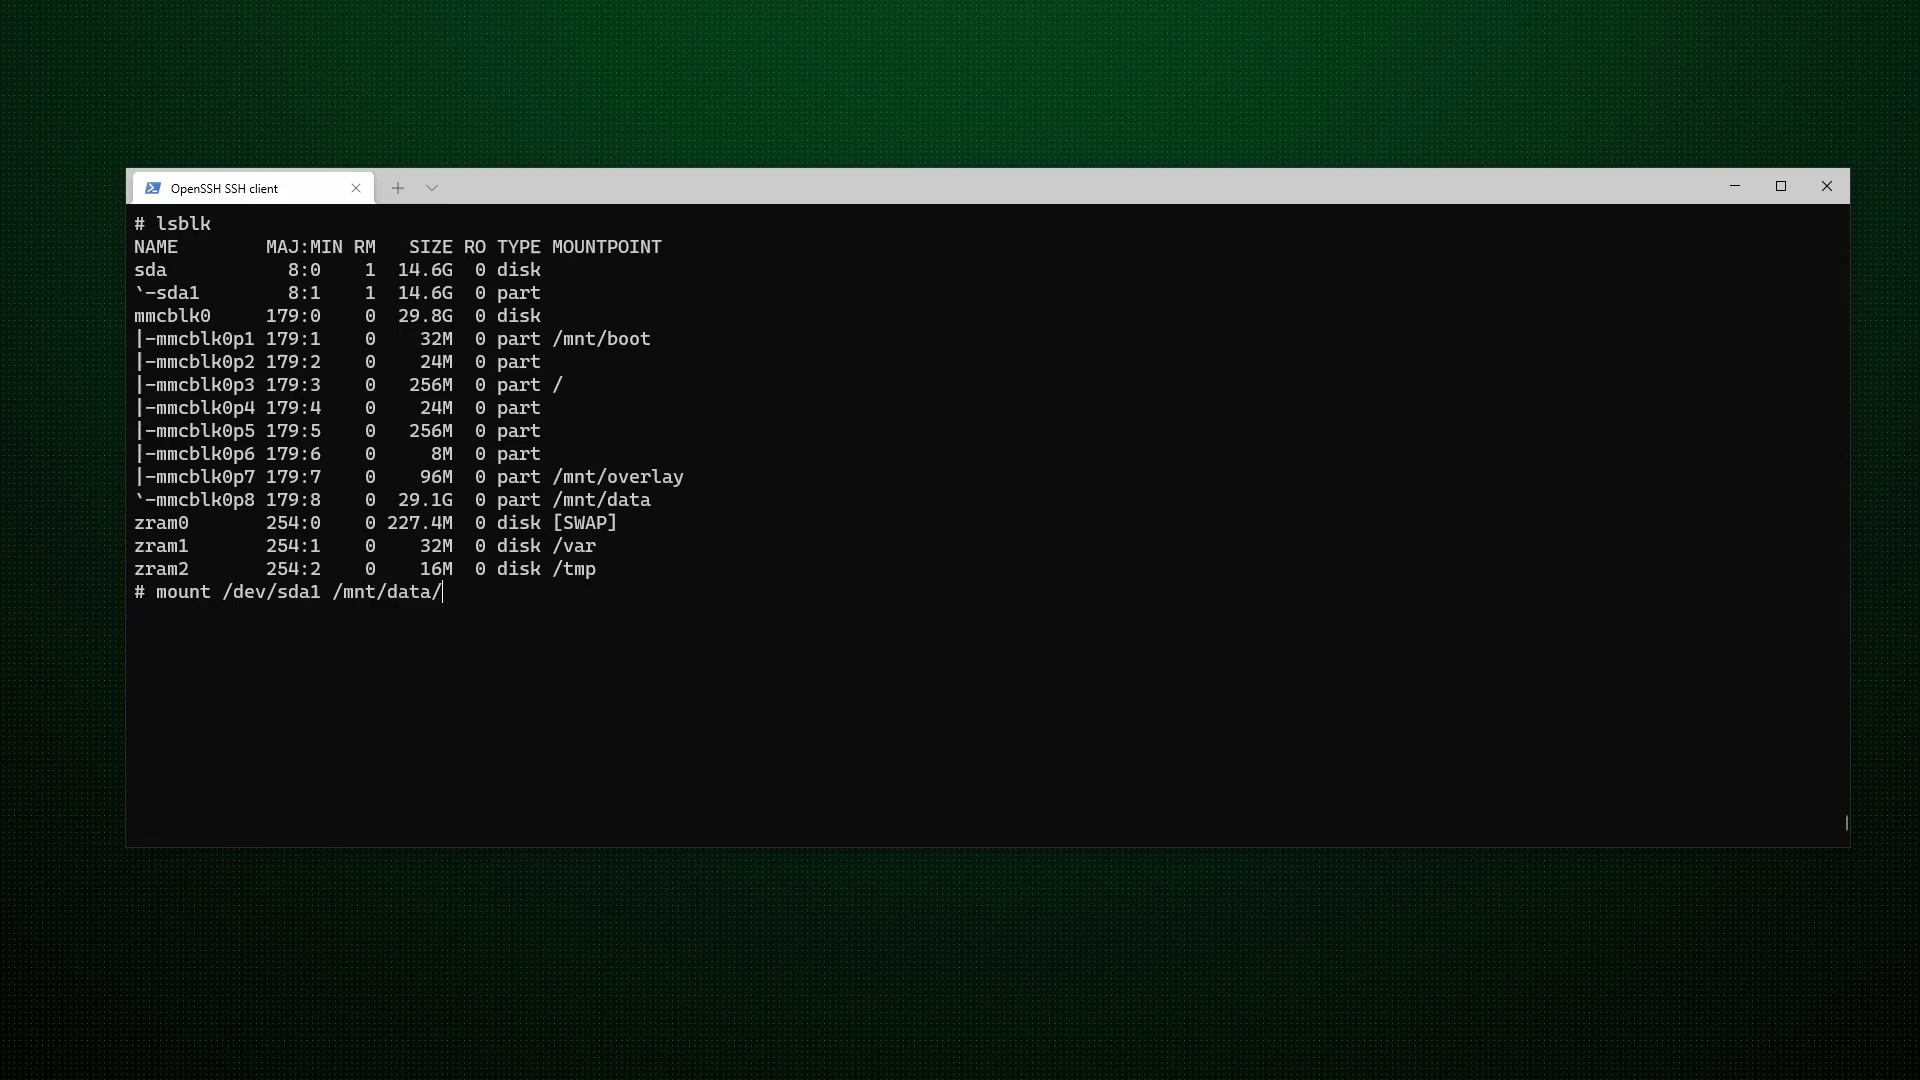 OpenSSH SSH client
# lsblk
NAME        MAJ:MIN RM   SIZE RO TYPE MOUNTPOINT
sda           8:0    1  14.6G  0 disk
`-sda1        8:1    1  14.6G  0 part
mmcblk0     179:0    0  29.8G  0 disk
|-mmcblk0p1 179:1    0    32M  0 part /mnt/boot
|-mmcblk0p2 179:2    0    24M  0 part
|-mmcblk0p3 179:3    0   256M  0 part /
|-mmcblk0p4 179:4    0    24M  0 part
|-mmcblk0p5 179:5    0   256M  0 part
|-mmcblk0p6 179:6    0     8M  0 part
|-mmcblk0p7 179:7    0    96M  0 part /mnt/overlay
`-mmcblk0p8 179:8    0  29.1G  0 part /mnt/data
zram0       254:0    0 227.4M  0 disk [SWAP]
zram1       254:1    0    32M  0 disk /var
zram2       254:2    0    16M  0 disk /tmp
# mount /dev/sda1 /mnt/data/